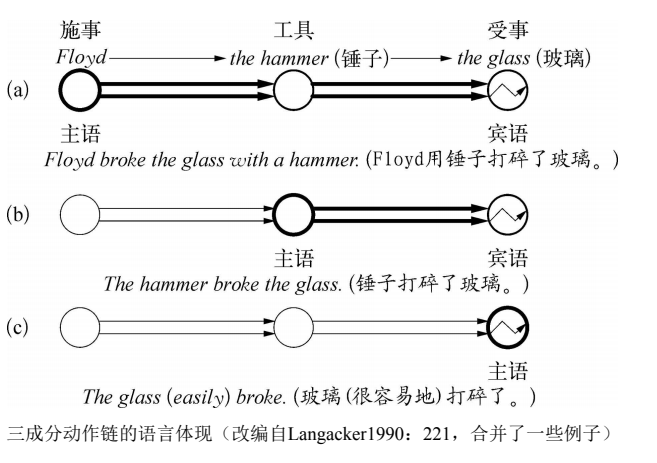 施事 工具 受事
Floyd the hammer (锤子) the glass (玻璃)
(a)
主语 宾语
Floyd broke the glass with a hammer. (Floyd用锤子打碎了玻璃。)
(b)
主语 宾语
The hammer broke the glass. (锤子打碎了玻璃。)
(c)
主语
The glass (easily) broke. (玻璃(很容易地)打碎了。)
三成分动作链的语言体现（改编自Langacker1990：221，合并了一些例子）